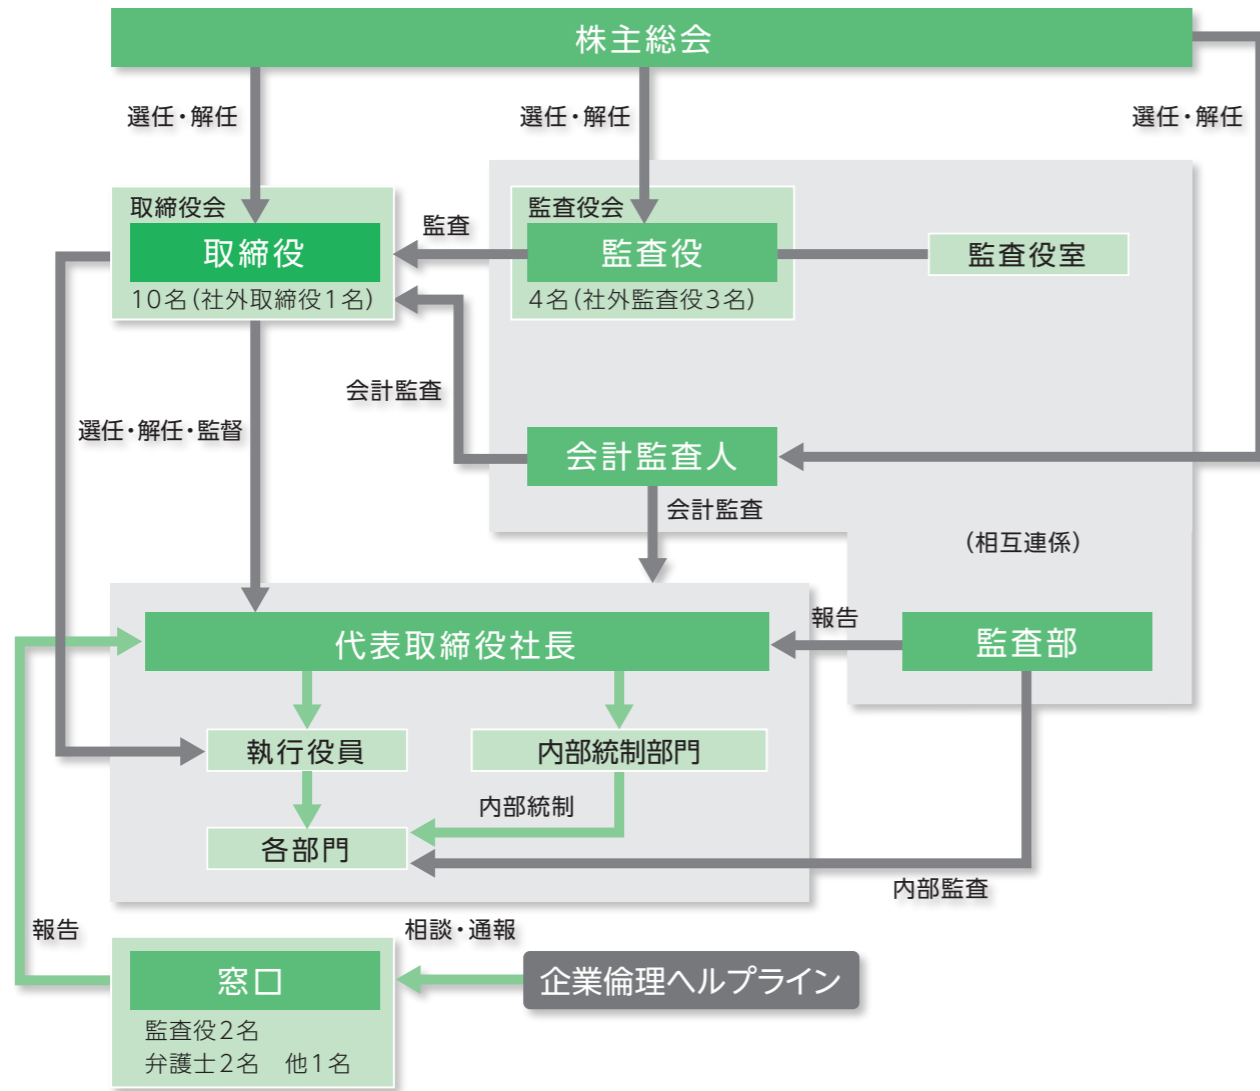 株主総会
選任・解任
選任・解任
選任・解任
取締役会
取締役
10名(社外取締役1名)
監査
監査役会
監査役
4名(社外監査役3名)
監査役室
会計監査
選任・解任・監督
会計監査人
会計監査
(相互連係)
代表取締役社長
報告
監査部
執行役員
内部統制部門
内部統制
各部門
内部監査
報告
相談・通報
窓口
監査役2名
弁護士2名 他1名
企業倫理ヘルプライン